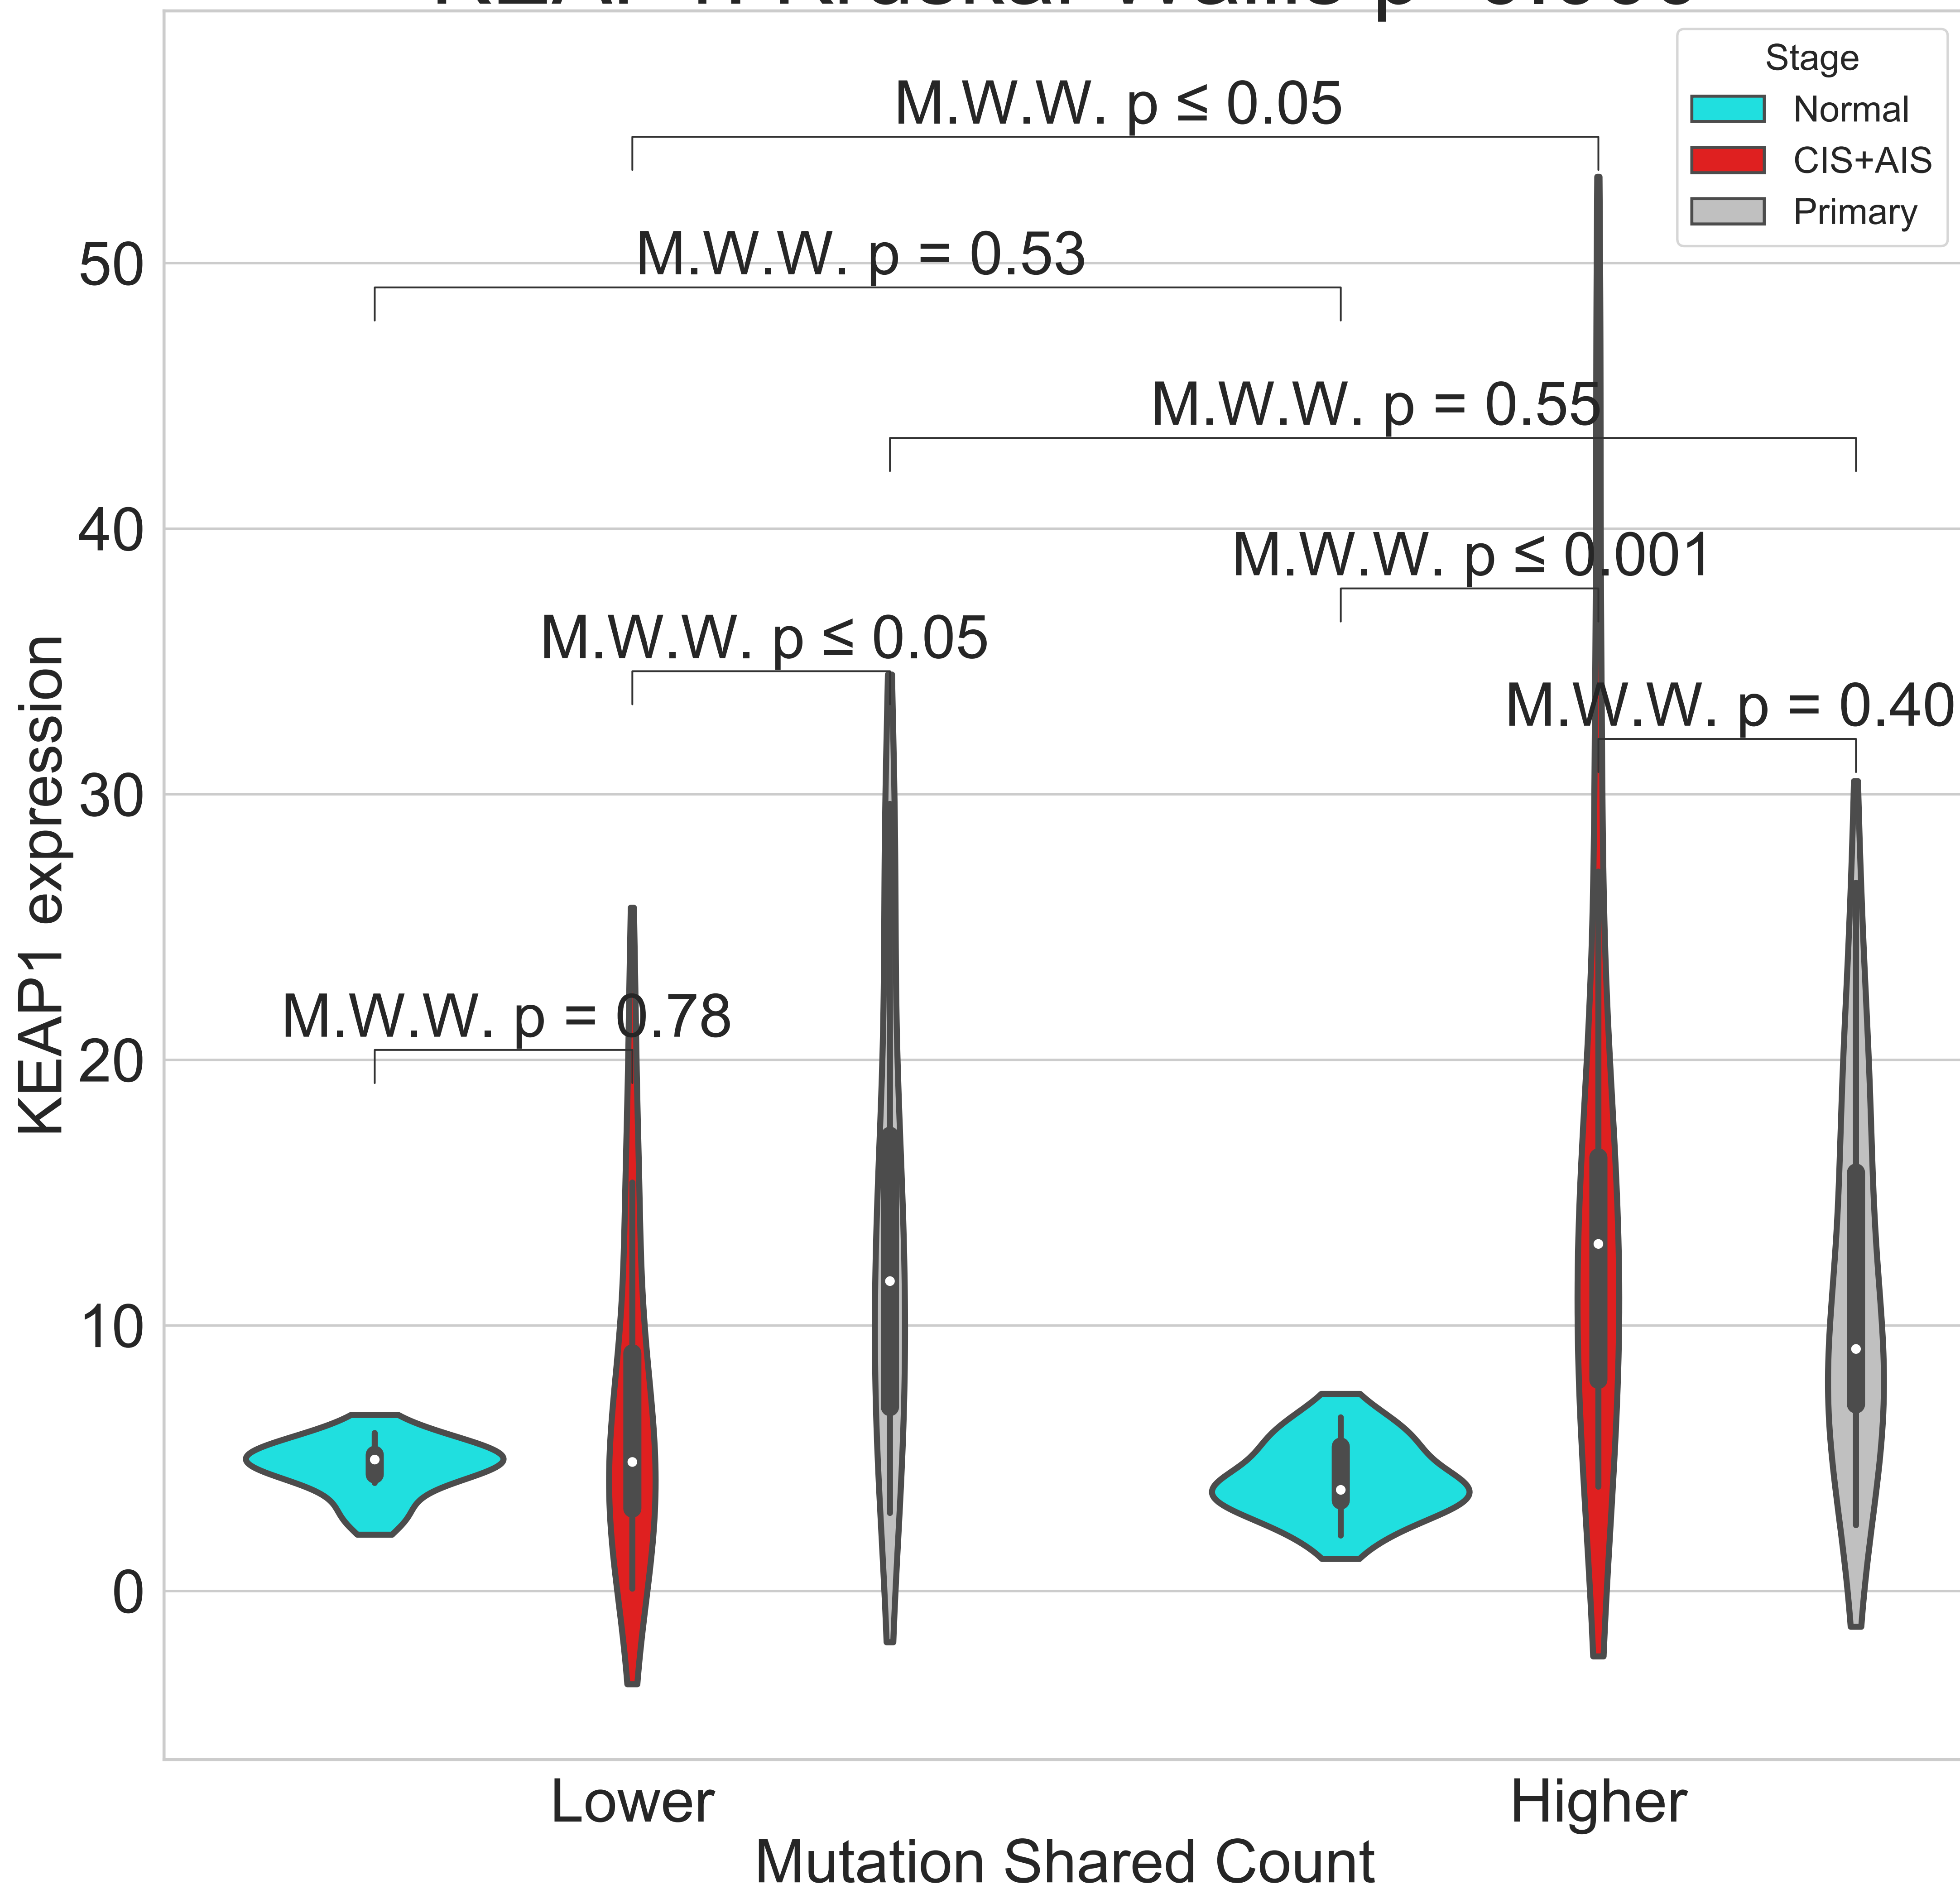 Stage
Normal
CIS+AIS
Primary
M.W.W. p ≤ 0.05
M.W.W. p = 0.53
M.W.W. p = 0.55
M.W.W. p ≤ 0.001
M.W.W. p ≤ 0.05
M.W.W. p = 0.40
M.W.W. p = 0.78
KEAP1 expression
50
40
30
20
10
0
Lower
Higher
Mutation Shared Count